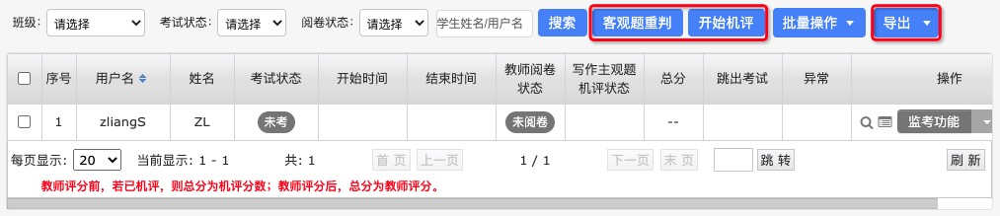 班级: 请选择 考试状态: 请选择 阅卷状态: 请选择 学生姓名/用户名 搜索 客观题重判 开始机评 批量操作 导出
序号 用户名 姓名 考试状态 开始时间 结束时间 教师阅卷状态 写作主观题机评状态 总分 跳出考试 异常 操作
1 zliangS ZL 未考 未阅卷 -- 监考功能
每页显示: 20 当前显示: 1 - 1 共: 1 首 页 上一页 1 / 1 下一页 末 页 跳 转 刷 新
教师评分前，若已机评，则总分为机评分数；教师评分后，总分为教师评分。